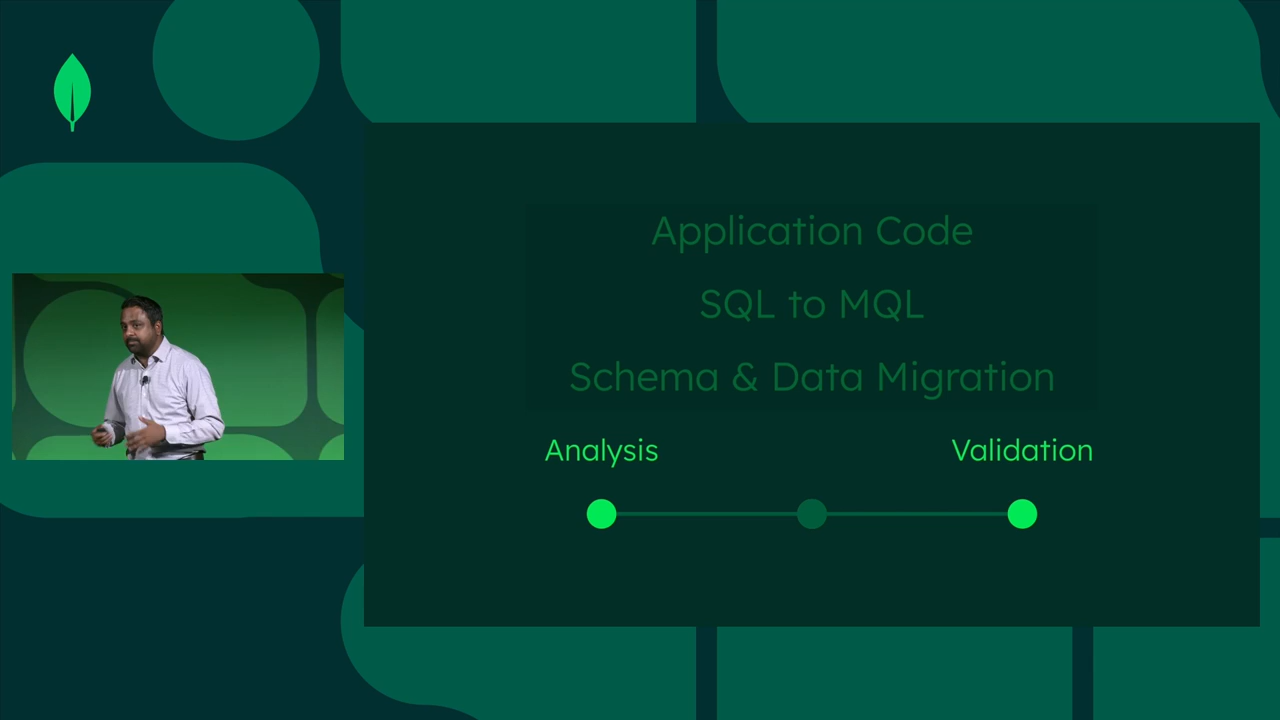 Application Code
SQL to MQL
Schema & Data Migration
Analysis
Validation